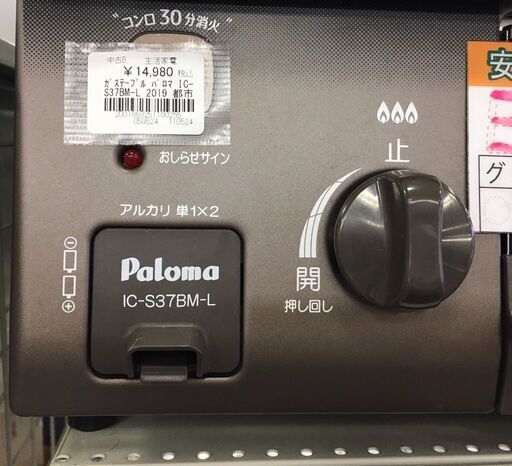 "コンロ30分消火"
中古B 生活家電
¥14,980 税込
ガステーブル パロマ IC-
S37BM-L 2019 都市
おしらせサイン
アルカリ 単1×2
⊖
⊕
Paloma
IC-S37BM-L
止
開
押し回し
安
グ